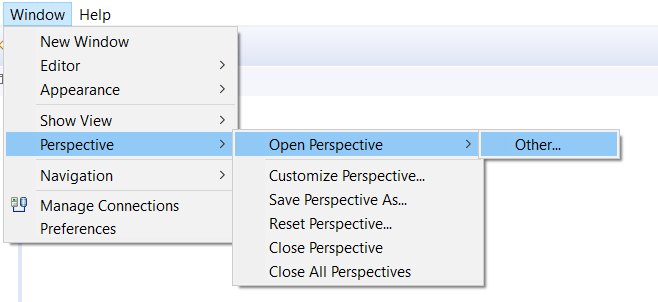 Window Help
New Window
Editor
Appearance
Show View
Perspective
Navigation
Manage Connections
Preferences
Open Perspective
Customize Perspective...
Save Perspective As...
Reset Perspective...
Close Perspective
Close All Perspectives
Other...